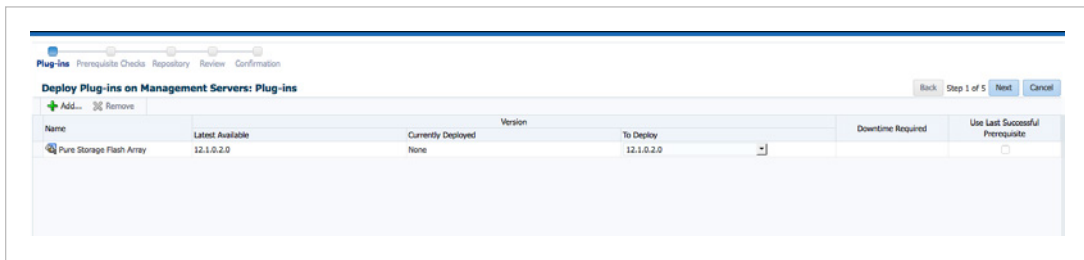 Plug-ins Prerequisite Checks Repository Review Confirmation
Deploy Plug-ins on Management Servers: Plug-ins
Back Step 1 of 5 Next Cancel
Add... Remove
Name
Version
Latest Available
Currently Deployed
To Deploy
Downtime Required
Use Last Successful
Prerequisite
Pure Storage Flash Array 12.1.0.2.0 None 12.1.0.2.0